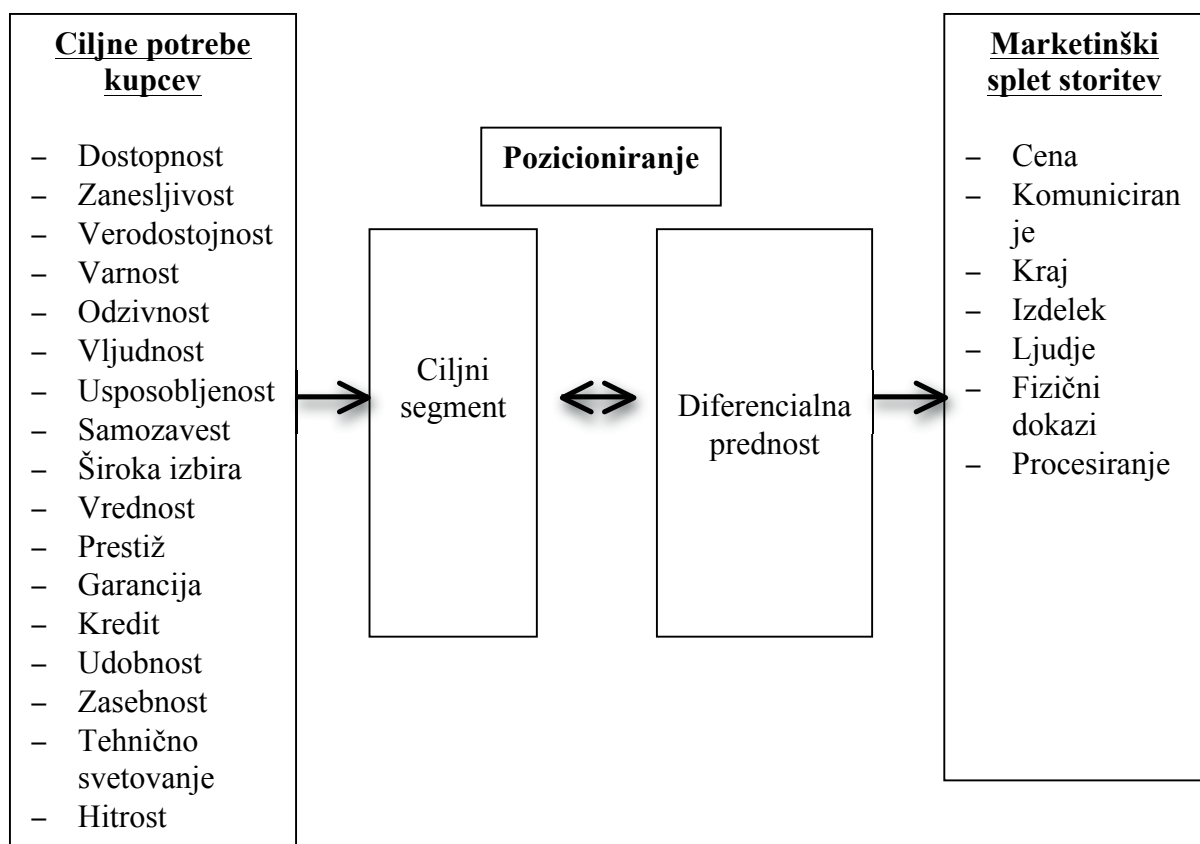 Ciljne potrebe
kupcev
– Dostopnost
– Zanesljivost
– Verodostojnost
– Varnost
– Odzivnost
– Vljudnost
– Usposobljenost
– Samozavest
– Široka izbira
– Vrednost
– Prestiž
– Garancija
– Kredit
– Udobnost
– Zasebnost
– Tehnično
svetovanje
– Hitrost
Pozicioniranje
Ciljni
segment
Diferencialna
prednost
Marketinški
splet storitev
– Cena
– Komuniciran
je
– Kraj
– Izdelek
– Ljudje
– Fizični
dokazi
– Procesiranje